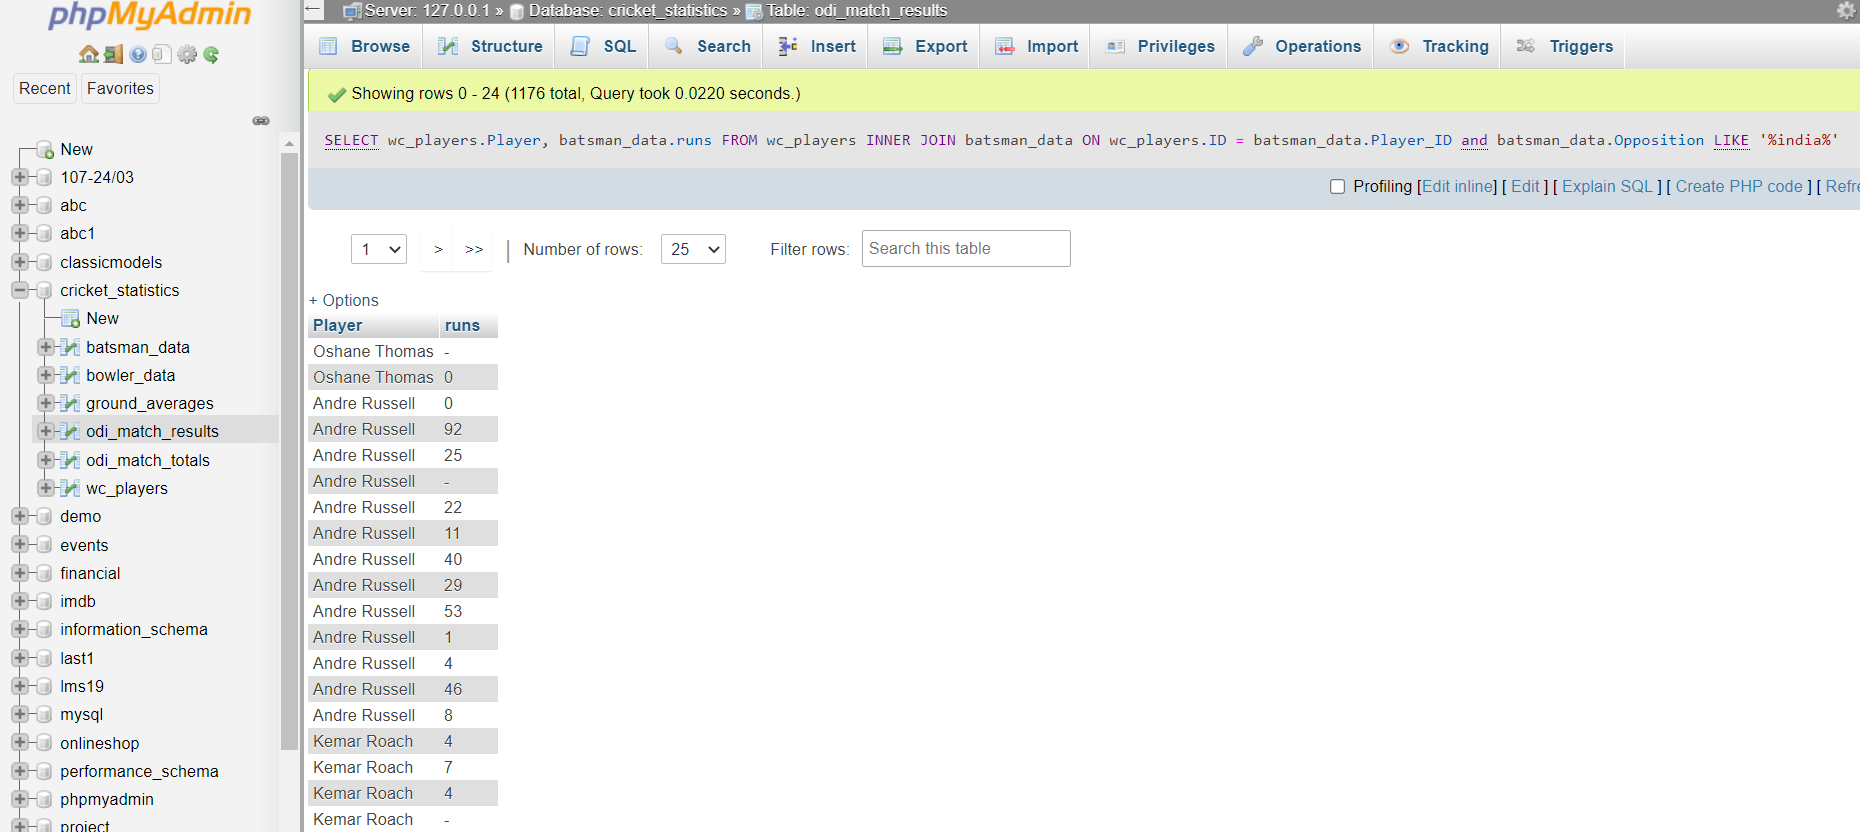 phpMyAdmin
Recent
Favorites
New
107-24/03
abc
abc1
classicmodels
cricket_statistics
New
batsman_data
bowler_data
ground_averages
odi_match_results
odi_match_totals
wc_players
demo
events
financial
imdb
information_schema
last1
lms19
mysql
onlineshop
performance_schema
phpmyadmin
project
Server: 127.0.0.1 » Database: cricket_statistics » Table: odi_match_results
Browse Structure SQL Search Insert Export Import Privileges Operations Tracking Triggers
Showing rows 0 - 24 (1176 total, Query took 0.0220 seconds.)
SELECT wc_players.Player, batsman_data.runs FROM wc_players INNER JOIN batsman_data ON wc_players.ID = batsman_data.Player_ID and batsman_data.Opposition LIKE '%india%'
Profiling [Edit inline] [ Edit ] [ Explain SQL ] [ Create PHP code ] [ Refre
1 > >> | Number of rows: 25 Filter rows: Search this table
+ Options
Player runs
Oshane Thomas -
Oshane Thomas 0
Andre Russell 0
Andre Russell 92
Andre Russell 25
Andre Russell -
Andre Russell 22
Andre Russell 11
Andre Russell 40
Andre Russell 29
Andre Russell 53
Andre Russell 1
Andre Russell 4
Andre Russell 46
Andre Russell 8
Kemar Roach 4
Kemar Roach 7
Kemar Roach 4
Kemar Roach -